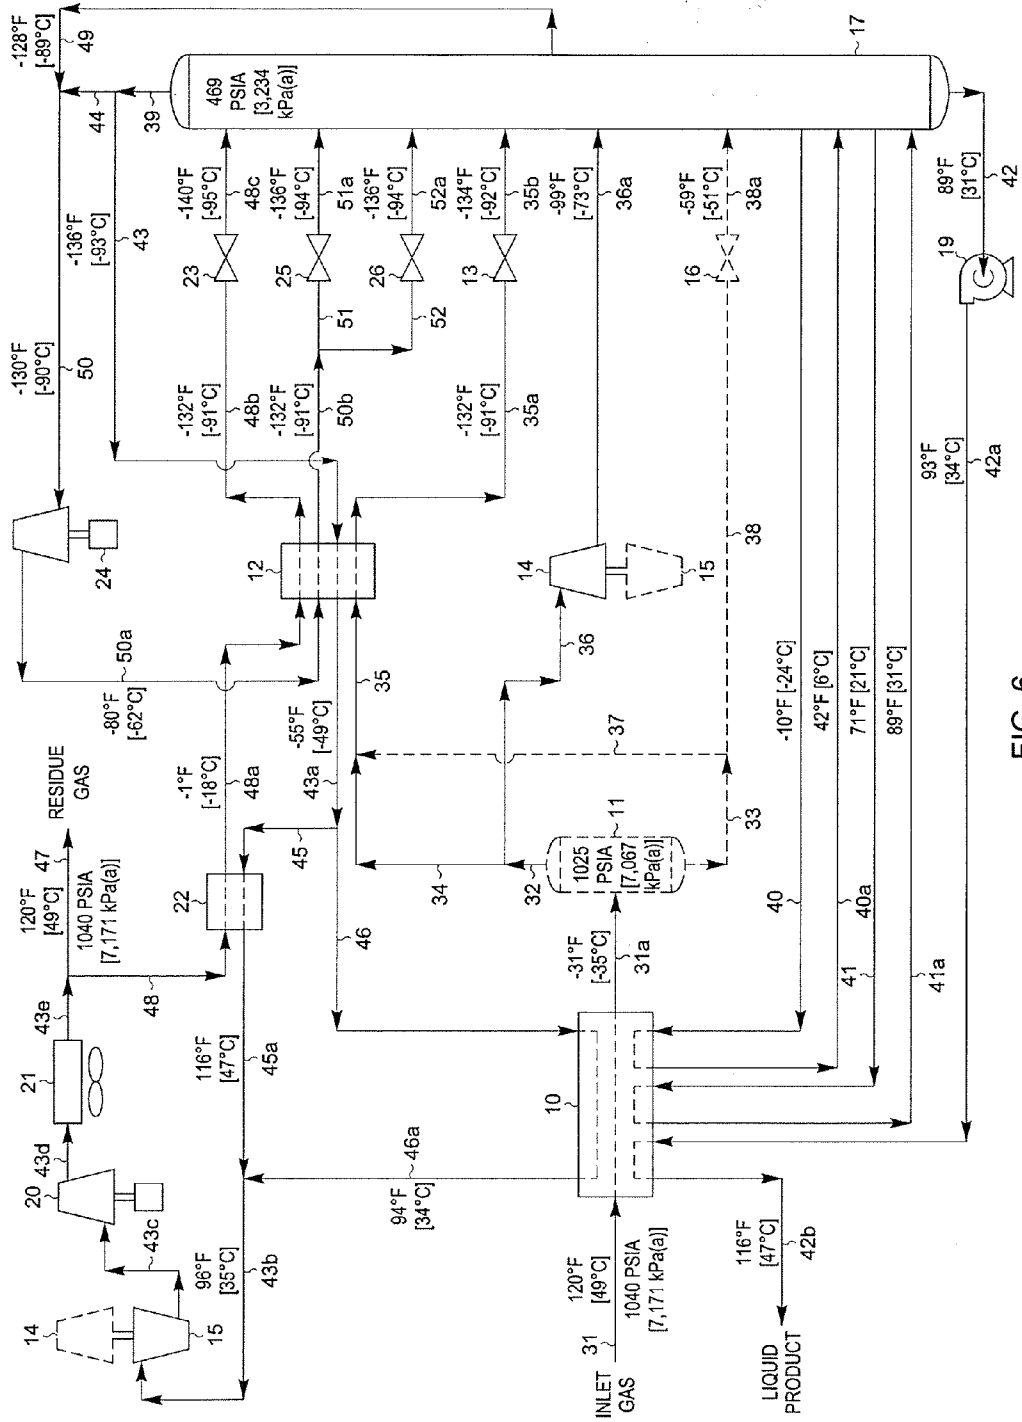 14
15
96°F
[35°C]
43b
43c
20
43d
21
43e
48
120°F
[49°C]
47
RESIDUE
GAS
1040 PSIA
[7,171 kPa(a)]
116°F
[47°C]
45a
22
-1°F
[-18°C]
48a
-80°F
[-62°C]
50a
24
-130°F
[-90°C]
50
-128°F
[-89°C]
49
44
39
-136°F
[-93°C]
43
12
-132°F
[-91°C]
48b
23
-140°F
[-95°C]
48c
469
PSIA
[3,234
kPa(a)]
17
-132°F
[-91°C]
50b
51
25
-136°F
[-94°C]
51a
52
26
-136°F
[-94°C]
52a
-132°F
[-91°C]
35a
13
-134°F
[-92°C]
35b
45
-55°F
[-49°C]
43a
35
46
34
37
36
14
15
-99°F
[-73°C]
36a
38
16
-59°F
[-51°C]
38a
94°F
[34°C]
46a
10
INLET
GAS
31
120°F
[49°C]
1040 PSIA
[7,171 kPa(a)]
-31°F
[-35°C]
31a
32
1025
PSIA
[7,067
kPa(a)]
11
33
40
-10°F [-24°C]
40a
42°F [6°C]
41
71°F [21°C]
41a
89°F [31°C]
LIQUID
PRODUCT
116°F
[47°C]
42b
93°F
[34°C]
42a
19
89°F
[31°C]
42
FIG. 6